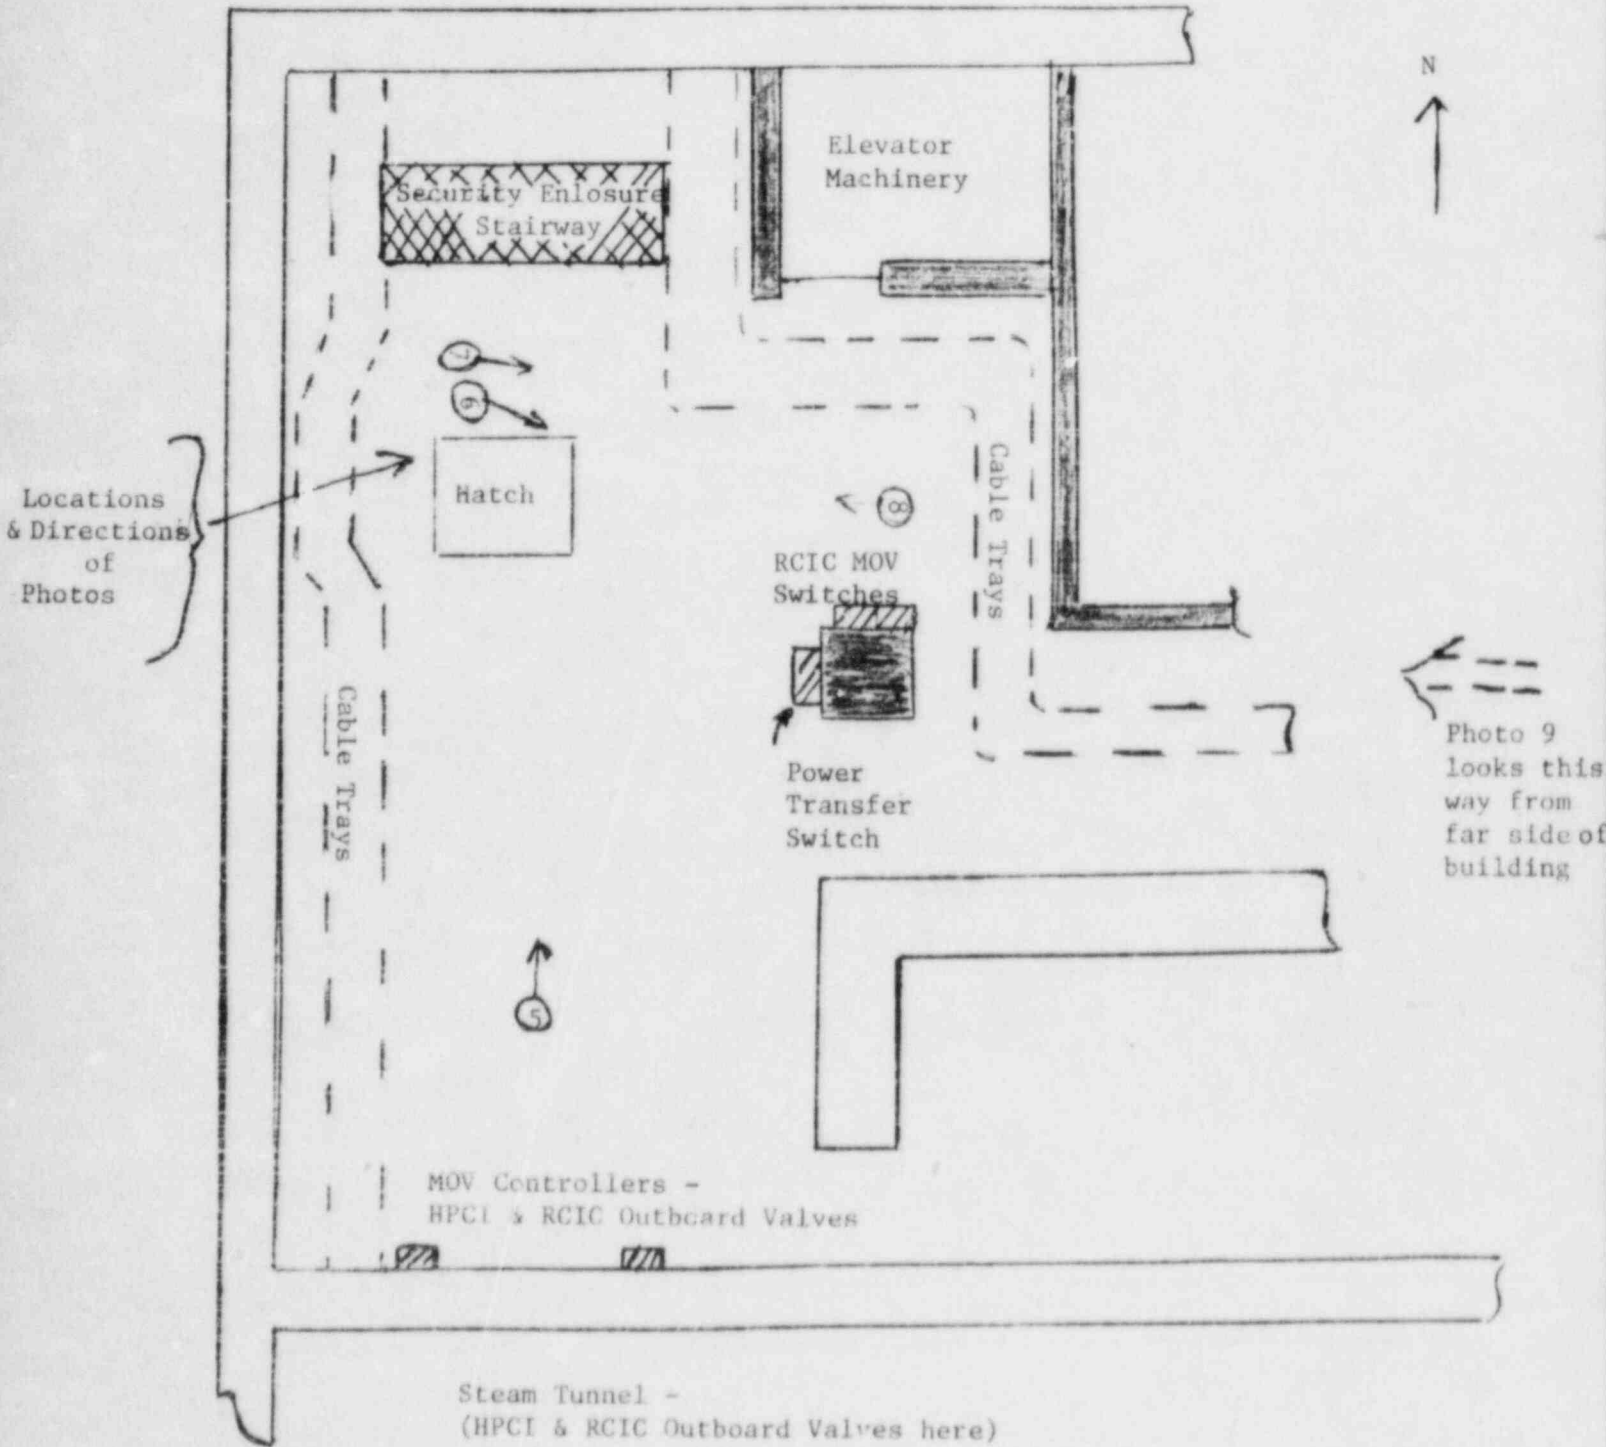 N
Elevator
Machinery
Security Enlosure
Stairway
7
6
Locations
& Directions
of
Photos
Hatch
8
RCIC MOV
Switches
Cable Trays
Cable Trays
Power
Transfer
Switch
Photo 9
looks this
way from
far side of
building
5
MOV Controllers -
HPCI & RCIC Outboard Valves
Steam Tunnel -
(HPCI & RCIC Outboard Valves here)